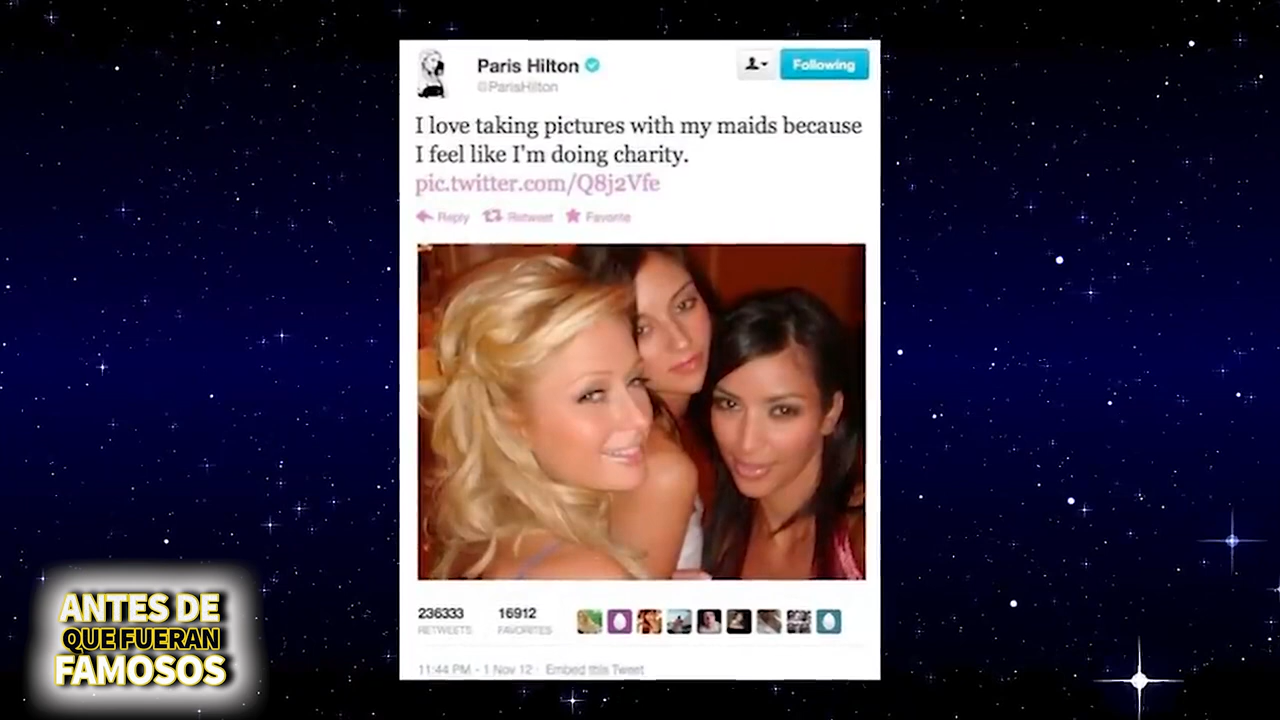 Paris Hilton
@ParisHilton
Following
I love taking pictures with my maids because
I feel like I'm doing charity.
pic.twitter.com/Q8j2Vfe
Reply Retweet Favorite
236333 16912
RETWEETS FAVORITES
11:44 PM - 1 Nov 12 · Embed this Tweet
ANTES DE
QUE FUERAN
FAMOSOS